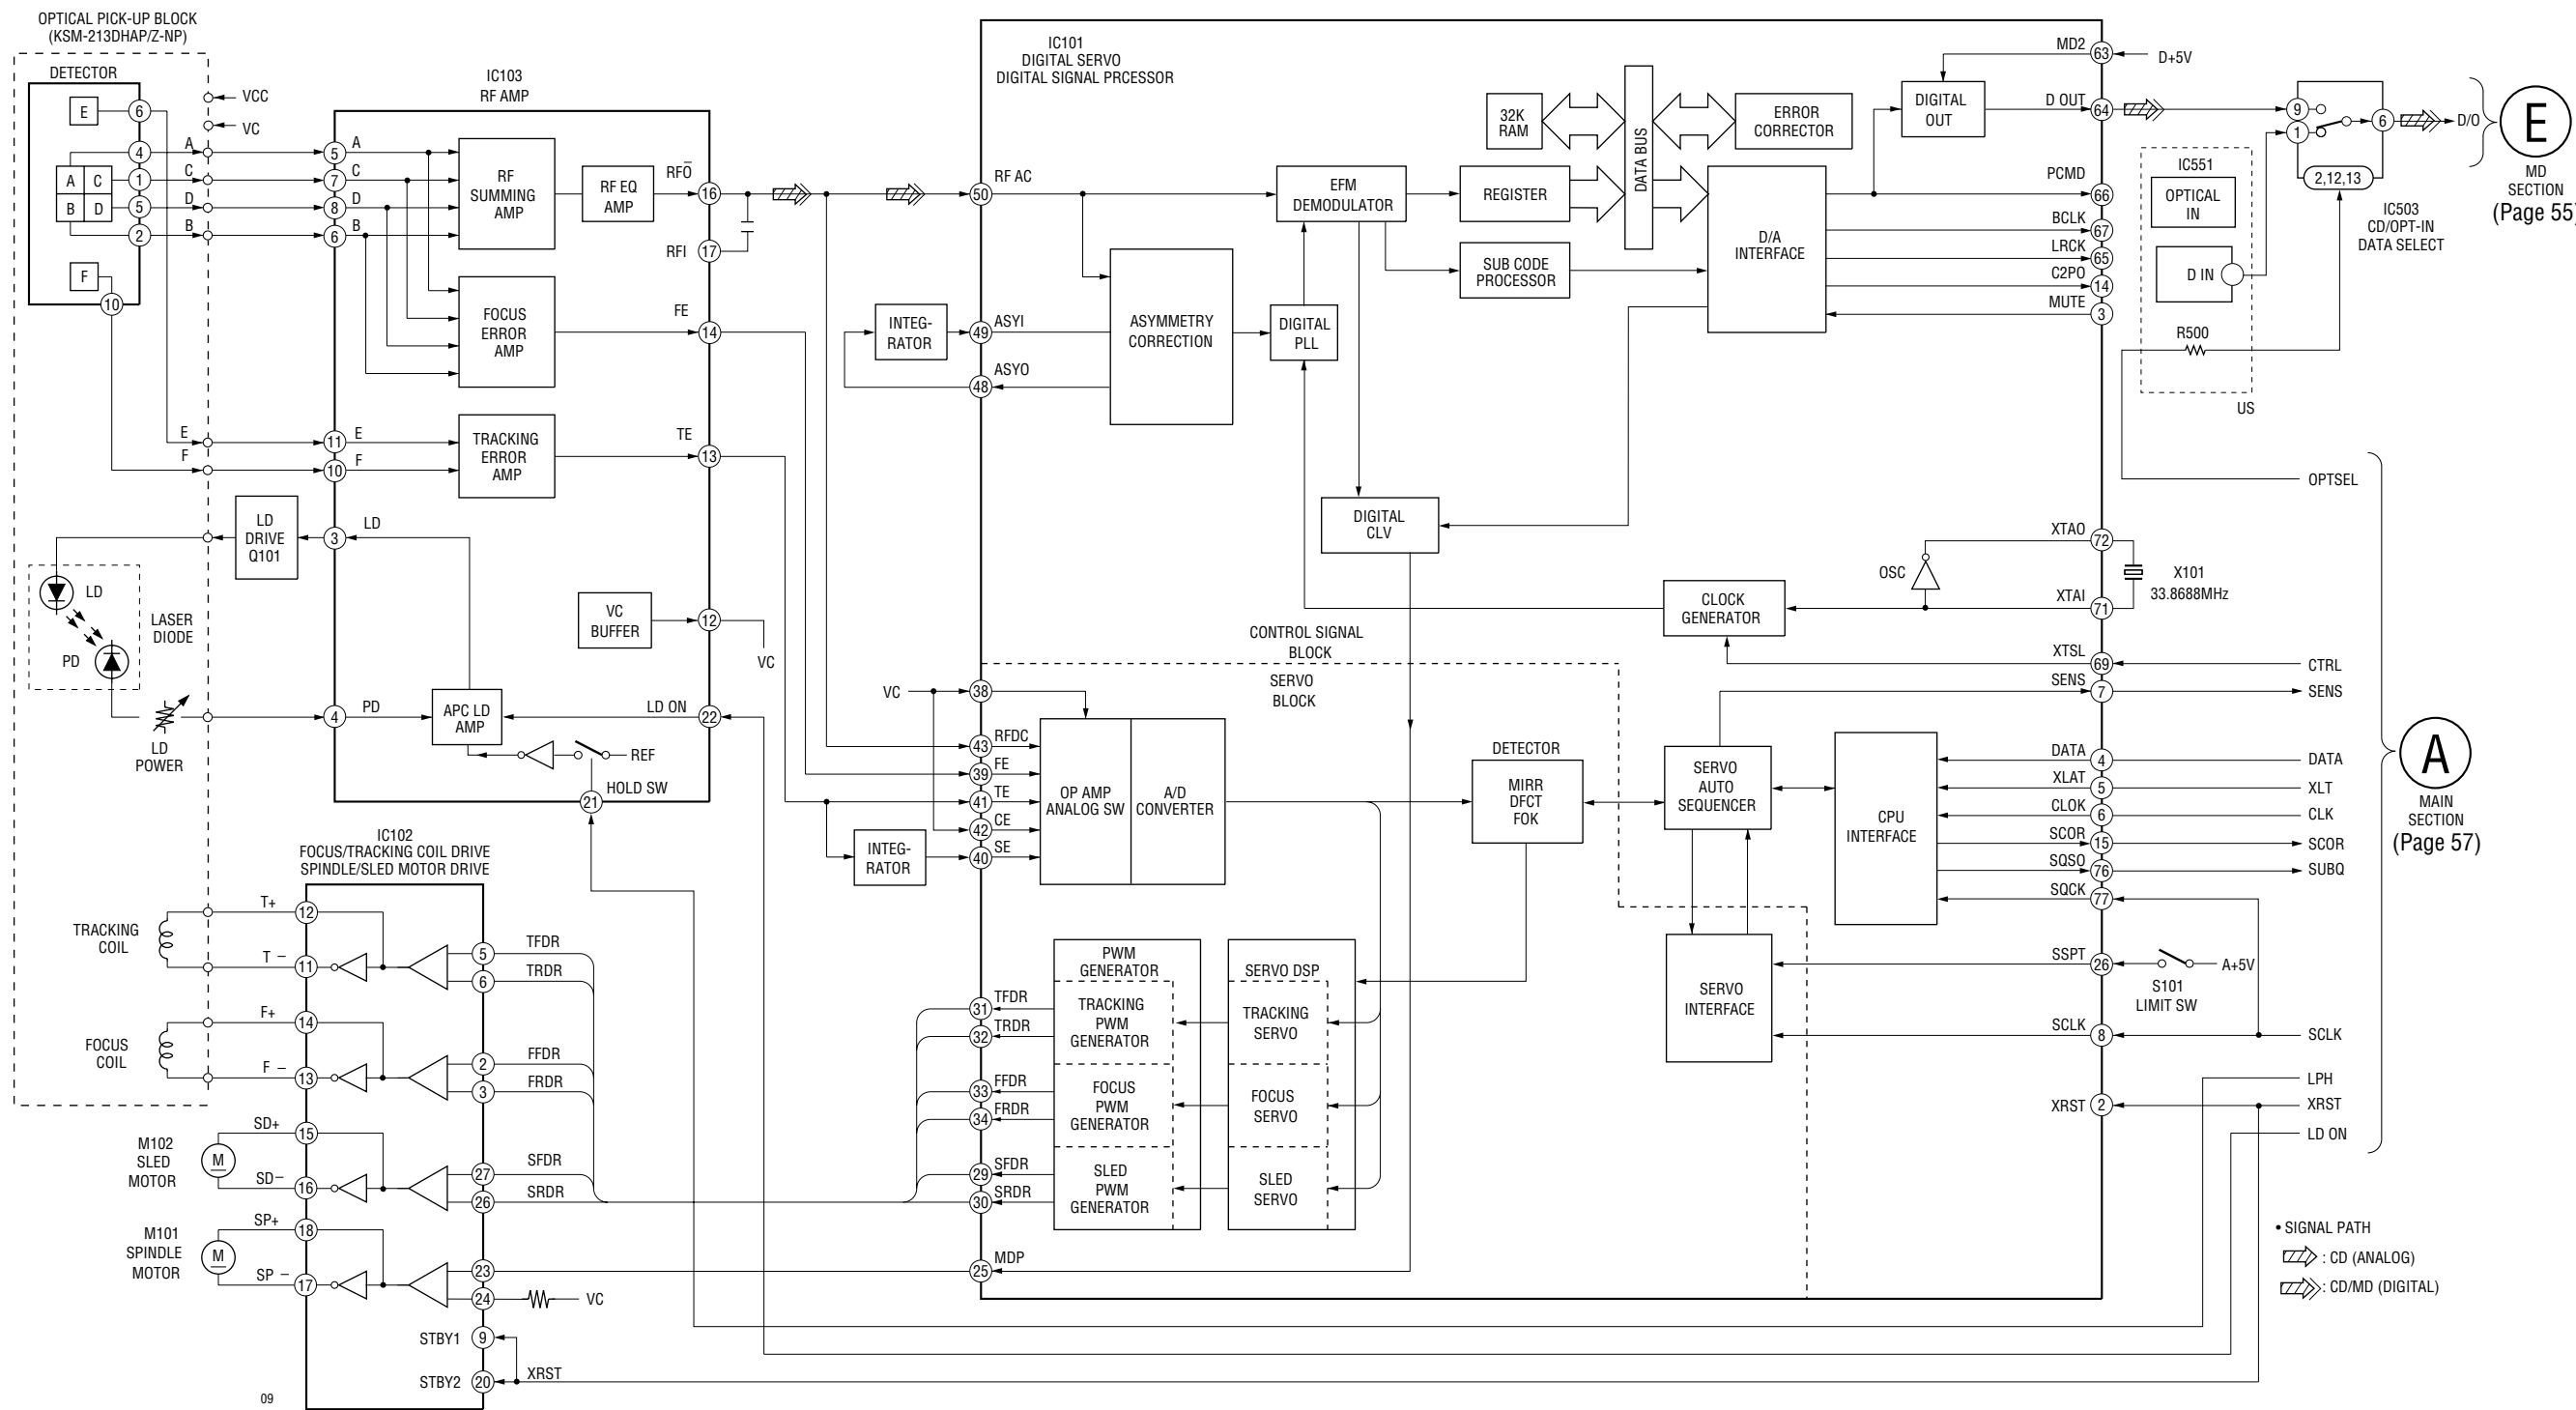 OPTICAL PICK-UP BLOCK
(KSM-213DHAP/Z-NP)
DETECTOR
E
6
VCC
VC
4
A
A C
1
C
B D
5
D
2
B
F
10
E
F
LD
DRIVE
Q101
LD
PD
LASER
DIODE
LD
POWER
IC103
RF AMP
5
A
7
C
8
D
6
B
RF
SUMMING
AMP
RF EQ
AMP
RFO
16
RFI
17
FOCUS
ERROR
AMP
FE
14
11
E
10
F
TRACKING
ERROR
AMP
TE
13
3
LD
VC
BUFFER
12
VC
4
PD
APC LD
AMP
LD ON
22
REF
HOLD SW
21
IC102
FOCUS/TRACKING COIL DRIVE
SPINDLE/SLED MOTOR DRIVE
TRACKING
COIL
T+
12
T –
11
5
TFDR
6
TRDR
FOCUS
COIL
F+
14
F –
13
2
FFDR
3
FRDR
M102
SLED
MOTOR
M
SD+
15
SD–
16
27
SFDR
26
SRDR
M101
SPINDLE
MOTOR
M
SP+
18
SP –
17
23
24
VC
STBY1
9
STBY2
20
XRST
09
IC101
DIGITAL SERVO
DIGITAL SIGNAL PRCESSOR
50
RF AC
INTEG-
RATOR
49
ASYI
48
ASYO
ASYMMETRY
CORRECTION
DIGITAL
PLL
EFM
DEMODULATOR
REGISTER
SUB CODE
PROCESSOR
32K
RAM
DATA BUS
ERROR
CORRECTOR
D/A
INTERFACE
DIGITAL
OUT
DIGITAL
CLV
CLOCK
GENERATOR
OSC
CONTROL SIGNAL
BLOCK
SERVO
BLOCK
VC
38
43
RFDC
39
FE
41
TE
42
CE
INTEG-
RATOR
40
SE
OP AMP
ANALOG SW
A/D
CONVERTER
DETECTOR
MIRR
DFCT
FOK
SERVO
AUTO
SEQUENCER
CPU
INTERFACE
SERVO
INTERFACE
PWM
GENERATOR
TRACKING
PWM
GENERATOR
FOCUS
PWM
GENERATOR
SLED
PWM
GENERATOR
SERVO DSP
TRACKING
SERVO
FOCUS
SERVO
SLED
SERVO
31
TFDR
32
TRDR
33
FFDR
34
FRDR
29
SFDR
30
SRDR
25
MDP
MD2
63
D+5V
D OUT
64
PCMD
66
BCLK
67
LRCK
65
C2PO
14
MUTE
3
XTAO
72
XTAI
71
X101
33.8688MHz
XTSL
69
CTRL
SENS
7
SENS
DATA
4
DATA
XLAT
5
XLT
CLOK
6
CLK
SCOR
15
SCOR
SQSO
76
SUBQ
SQCK
77
SSPT
26
A+5V
S101
LIMIT SW
SCLK
8
SCLK
LPH
XRST
2
XRST
LD ON
IC551
OPTICAL
IN
D IN
R500
US
OPTSEL
9
1
6
2,12,13
IC503
CD/OPT-IN
DATA SELECT
D/O
E
MD
SECTION
(Page 55)
A
MAIN
SECTION
(Page 57)
• SIGNAL PATH
: CD (ANALOG)
: CD/MD (DIGITAL)